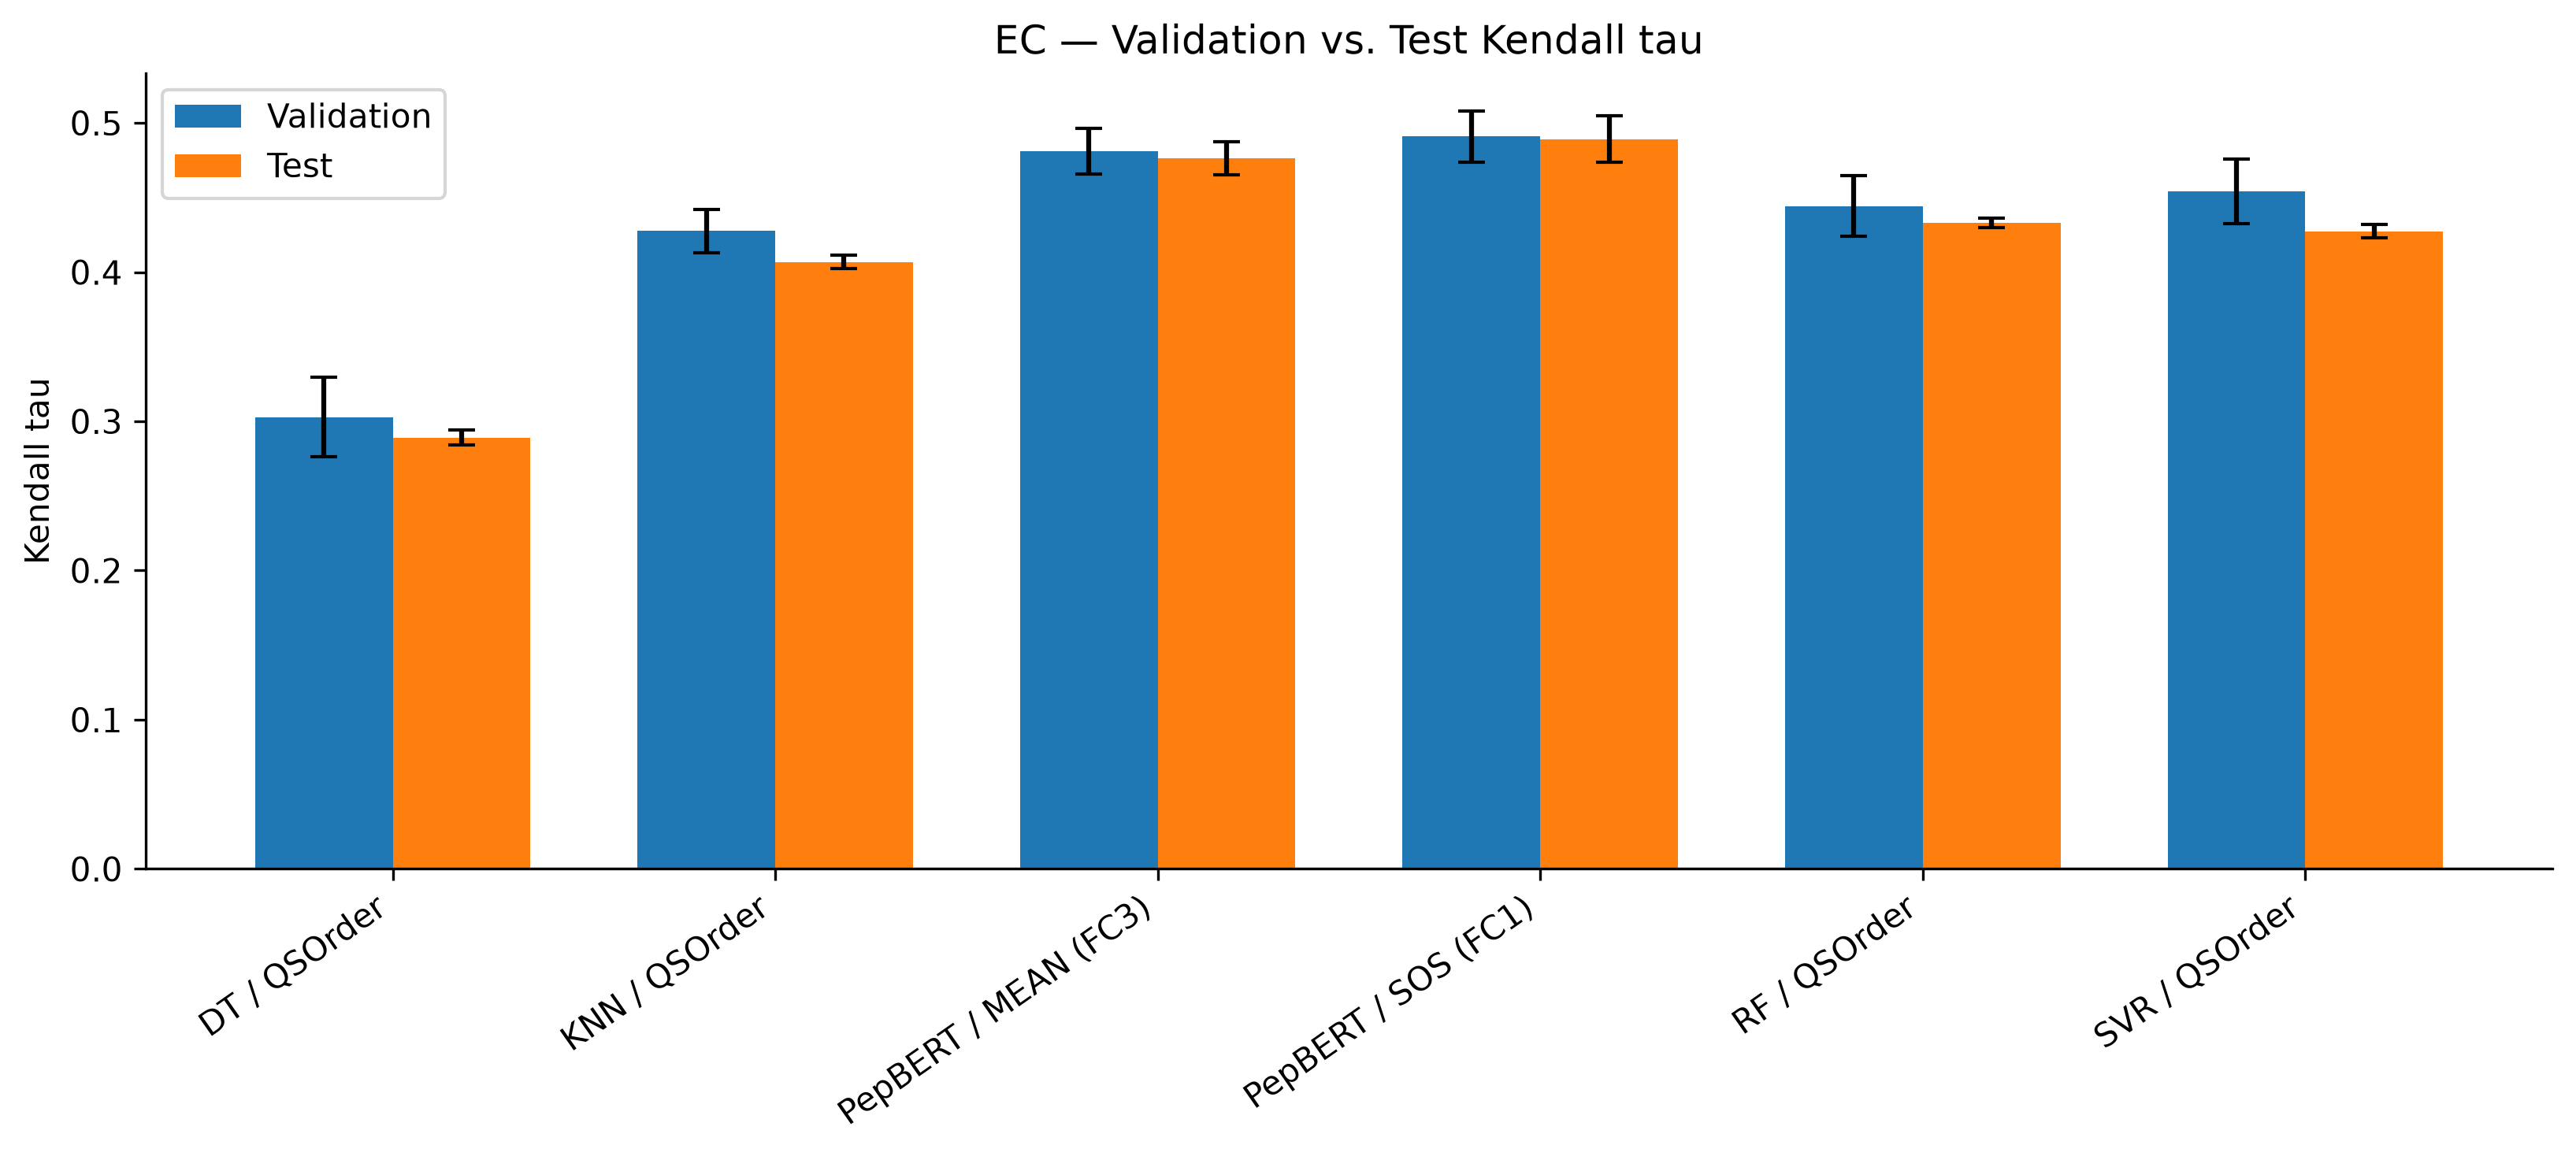 EC — Validation vs. Test Kendall tau
Validation
Test
Kendall tau
0.5
0.4
0.3
0.2
0.1
0.0
DT / QSOrder
KNN / QSOrder
PepBERT / MEAN (FC3)
PepBERT / SOS (FC1)
RF / QSOrder
SVR / QSOrder